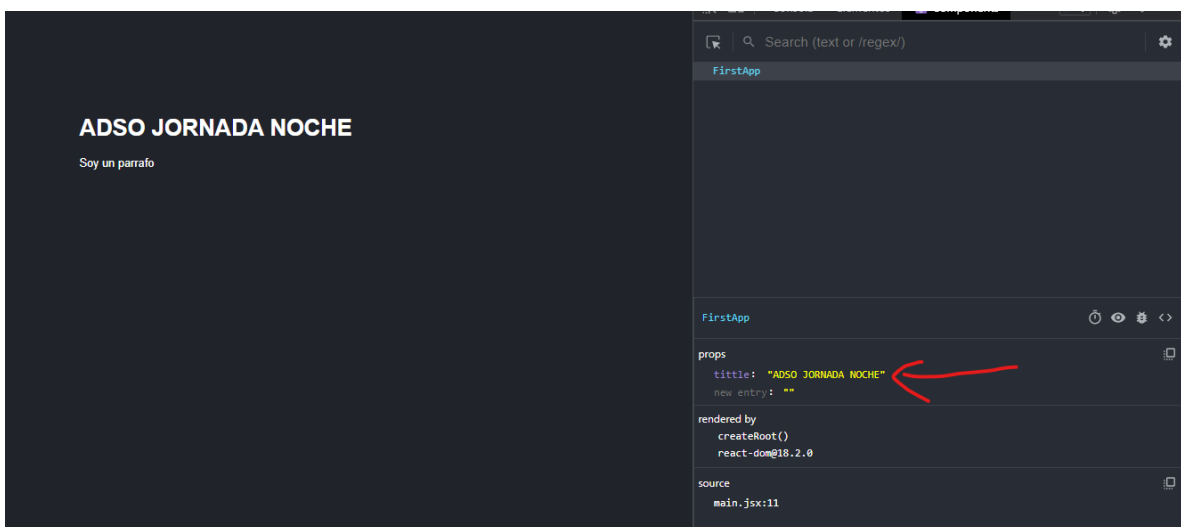 Search (text or /regex/)
FirstApp
ADSO JORNADA NOCHE
Soy un parrafo
FirstApp
props
tittle: "ADSO JORNADA NOCHE"
new entry: ""
rendered by
createRoot()
react-dom@18.2.0
source
main.jsx:11